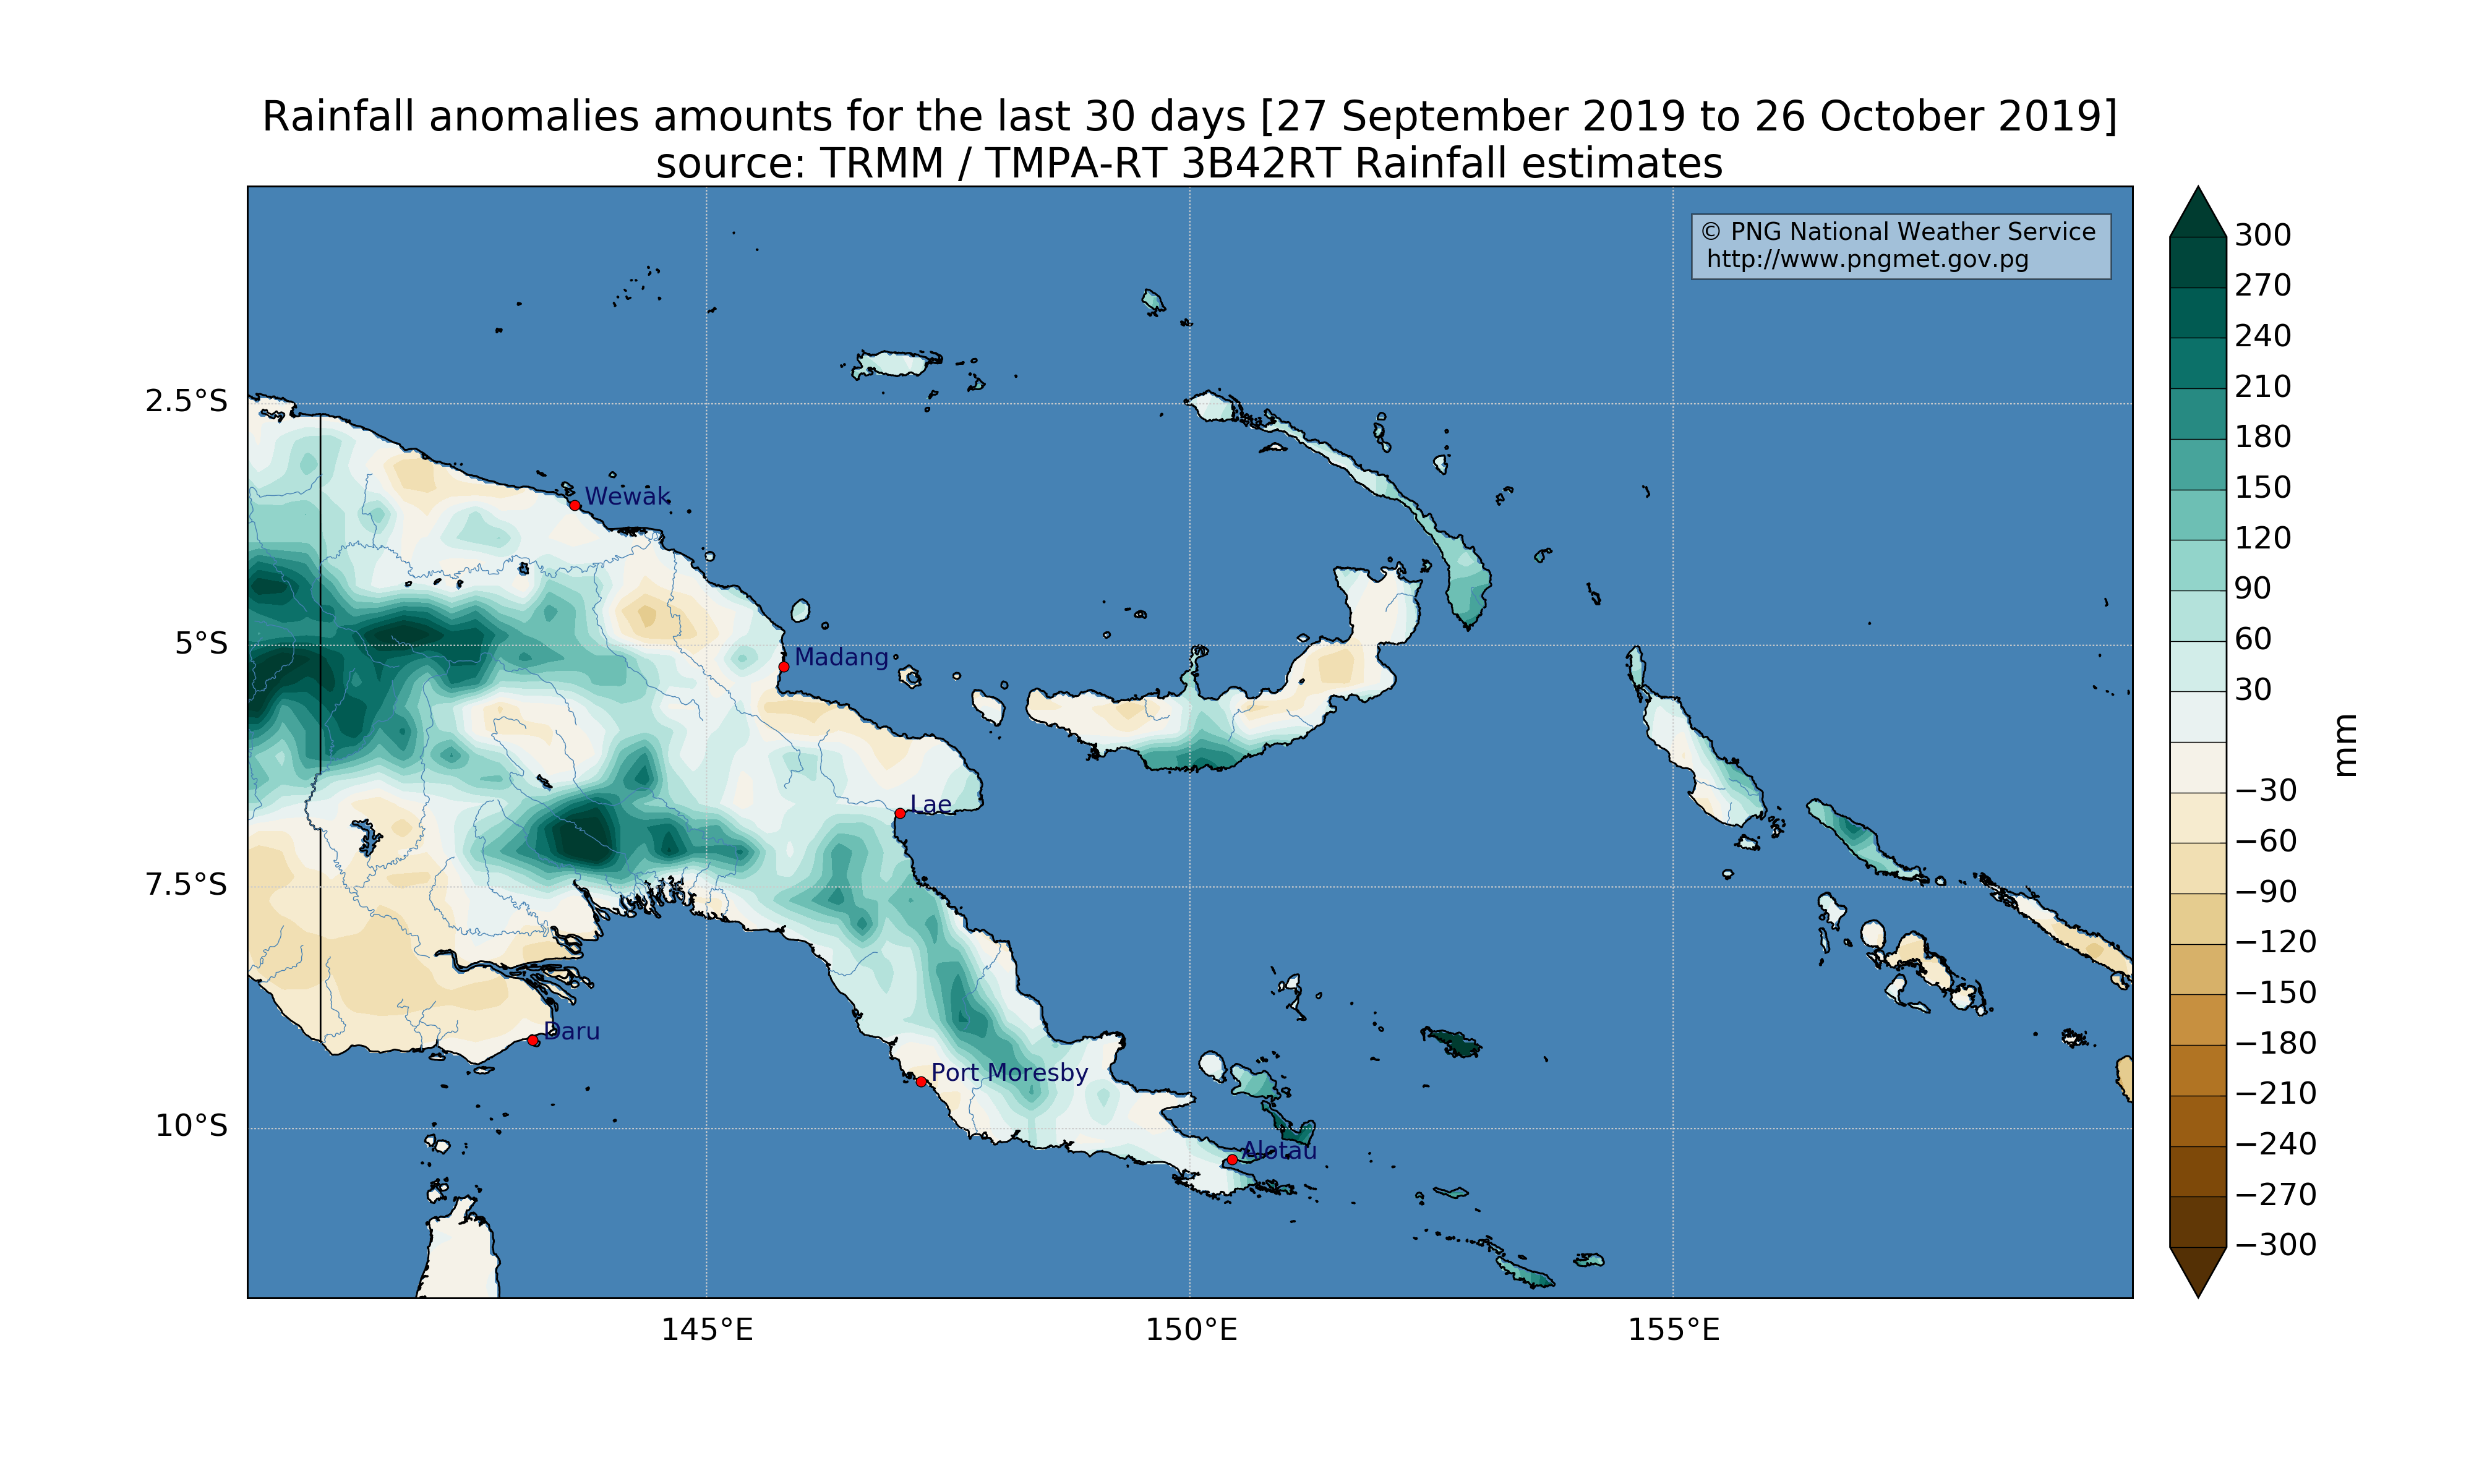 Rainfall anomalies amounts for the last 30 days [27 September 2019 to 26 October 2019]
source: TRMM / TMPA-RT 3B42RT Rainfall estimates
© PNG National Weather Service
http://www.pngmet.gov.pg
2.5°S
5°S
7.5°S
10°S
Wewak
Madang
Lae
Daru
Port Moresby
Alotau
145°E
150°E
155°E
300
270
240
210
180
150
120
90
60
30
−30
−60
−90
−120
−150
−180
−210
−240
−270
−300
mm